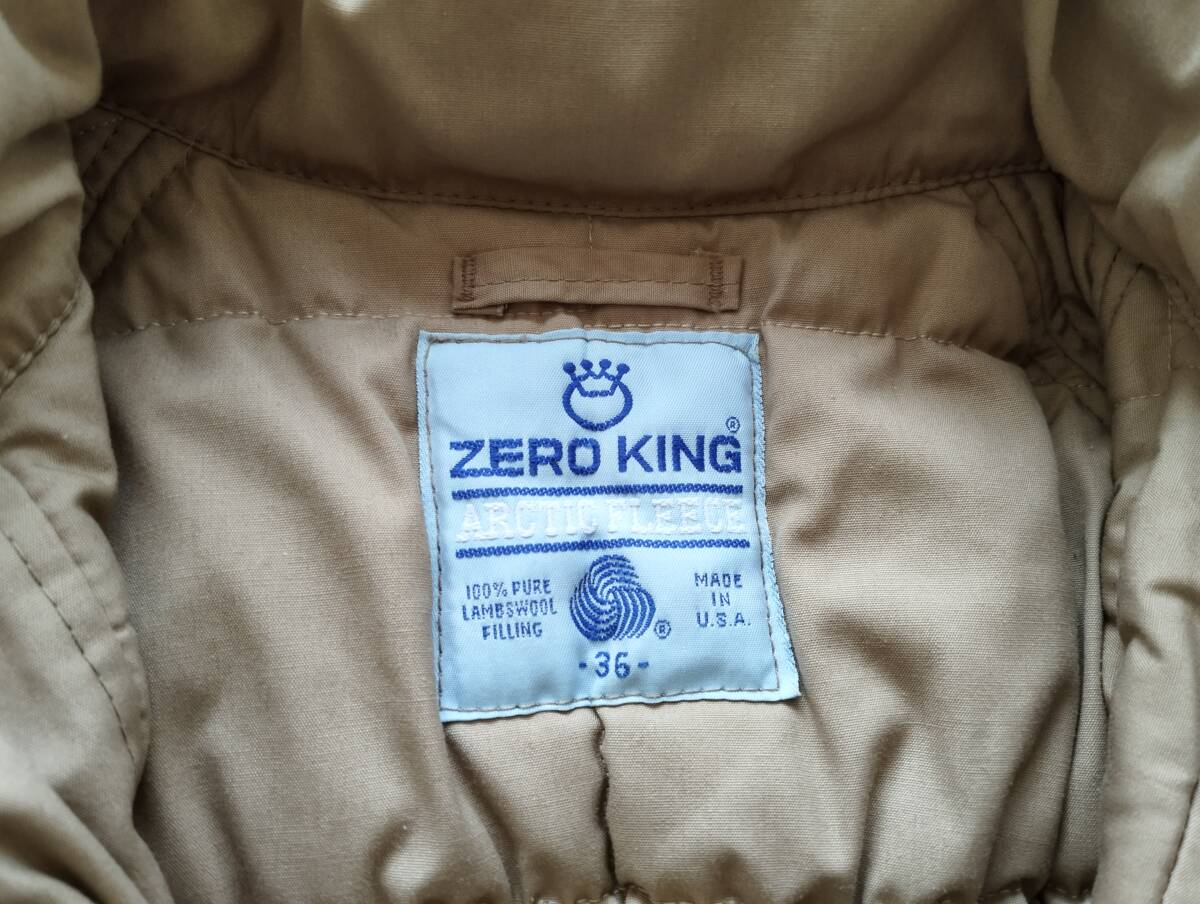 ZERO KING®
ARCTIC FLEECE
100% PURE
LAMBSWOOL
FILLING
®
MADE
IN
U.S.A.
-36-